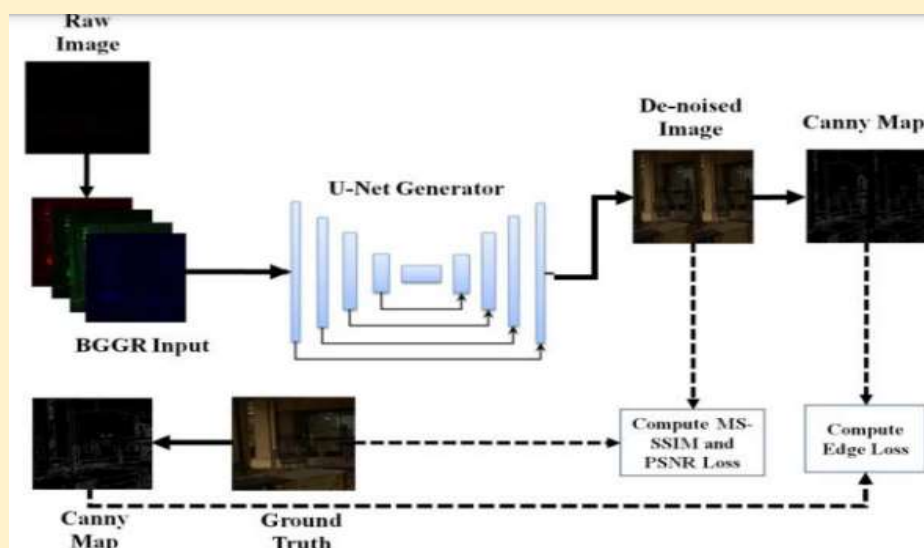 Raw
Image
De-noised
Image
Canny Map
U-Net Generator
BGGR Input
Compute MS-
SSIM and
PSNR Loss
Compute
Edge Loss
Canny
Map
Ground
Truth